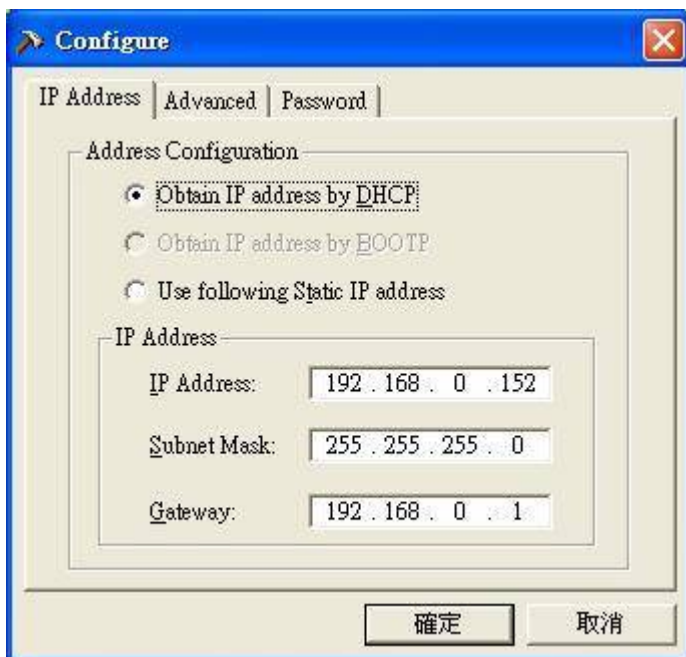 Configure
IP Address Advanced Password
Address Configuration
Obtain IP address by DHCP
Obtain IP address by BOOTP
Use following Static IP address
IP Address
IP Address: 192 . 168 . 0 . 152
Subnet Mask: 255 . 255 . 255 . 0
Gateway: 192 . 168 . 0 . 1
確定 取消